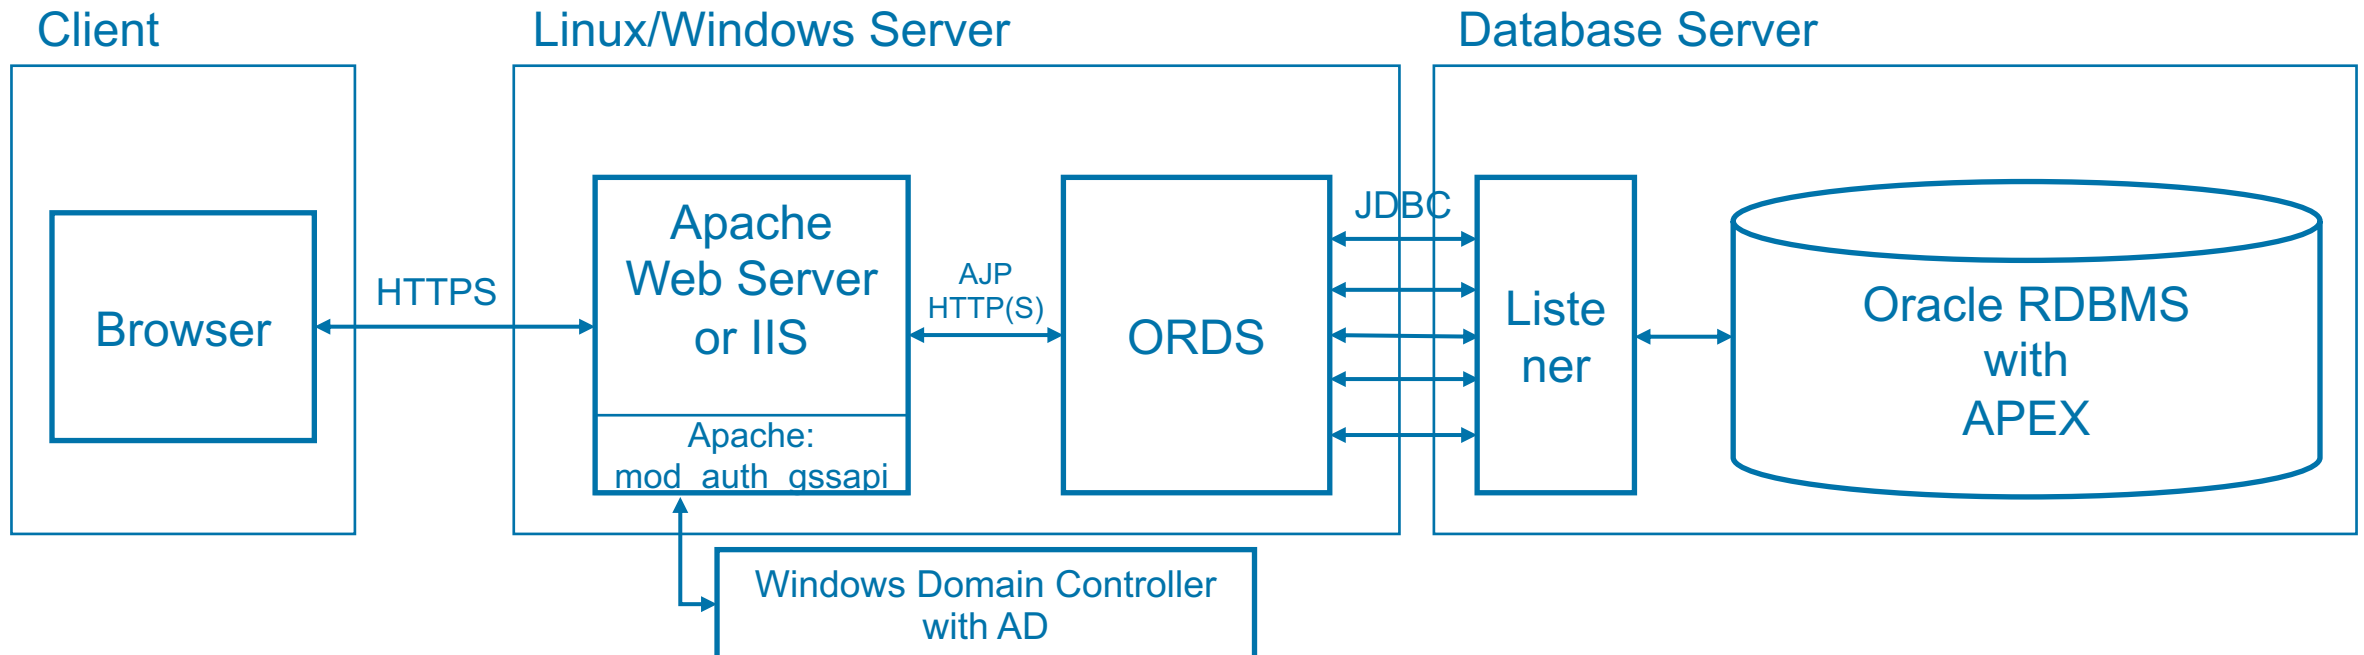 Client
Linux/Windows Server
Database Server
Browser
HTTPS
Apache
Web Server
or IIS
Apache:
mod_auth_gssapi
AJP
HTTP(S)
ORDS
JDBC
Liste
ner
Oracle RDBMS
with
APEX
Windows Domain Controller
with AD